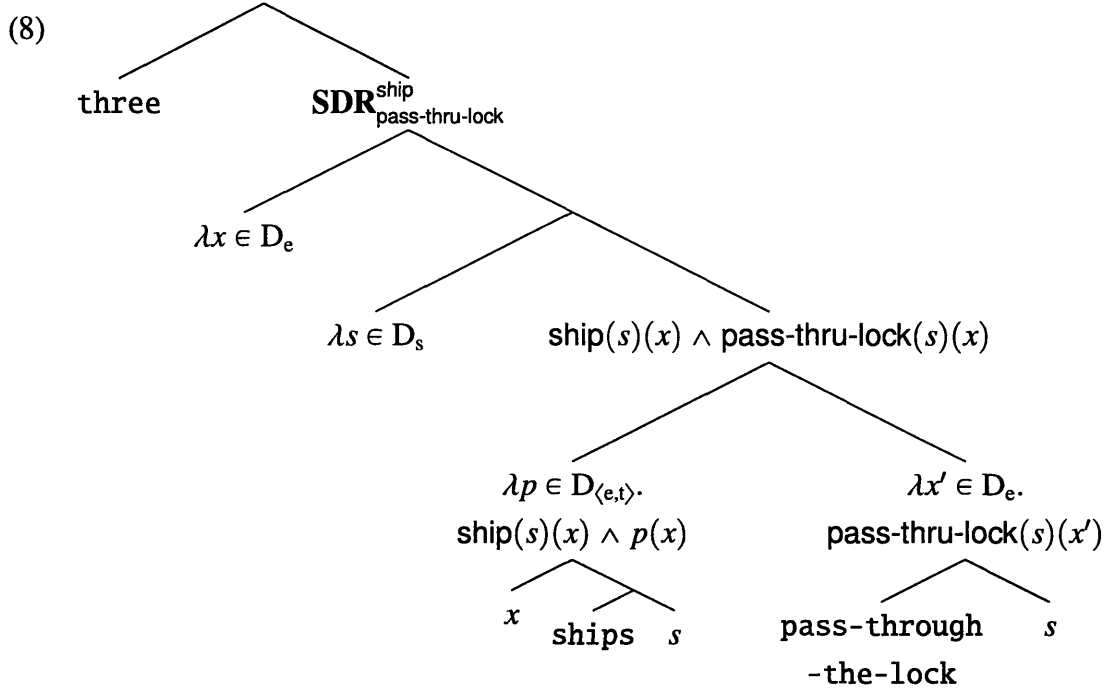 (8)
three SDR^ship_pass-thru-lock
λx ∈ D_e
λs ∈ D_s ship(s)(x) ∧ pass-thru-lock(s)(x)
λp ∈ D_⟨e,t⟩. λx′ ∈ D_e.
ship(s)(x) ∧ p(x) pass-thru-lock(s)(x′)
x ships s pass-through s
-the-lock